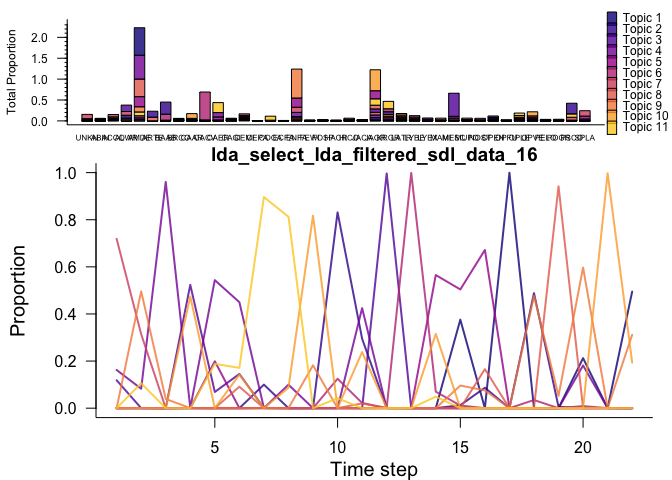 Total Proportion
2.0
1.5
1.0
0.5
0.0
Topic 1
Topic 2
Topic 3
Topic 4
Topic 5
Topic 6
Topic 7
Topic 8
Topic 9
Topic 10
Topic 11
lda_select_lda_filtered_sdl_data_16
Proportion
1.0
0.8
0.6
0.4
0.2
0.0
5 10 15 20
Time step